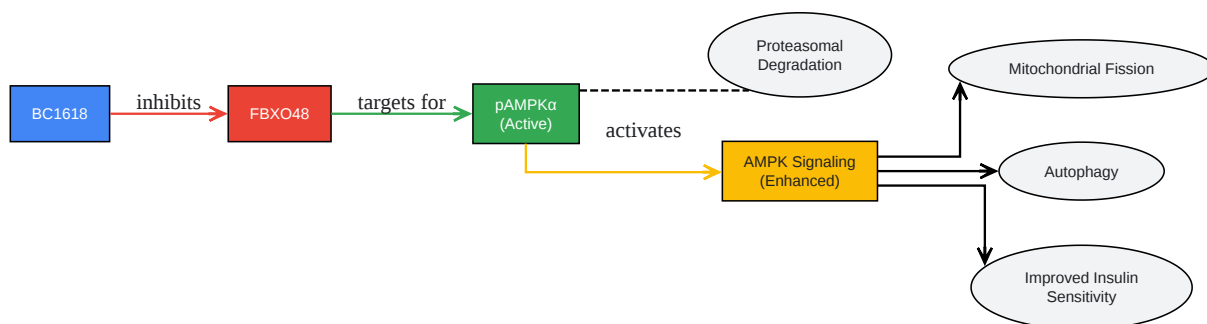 Proteasomal
Degradation
Mitochondrial Fission
BC1618
inhibits
FBXO48
targets for
pAMPKα
(Active)
activates
AMPK Signaling
(Enhanced)
Autophagy
Improved Insulin
Sensitivity